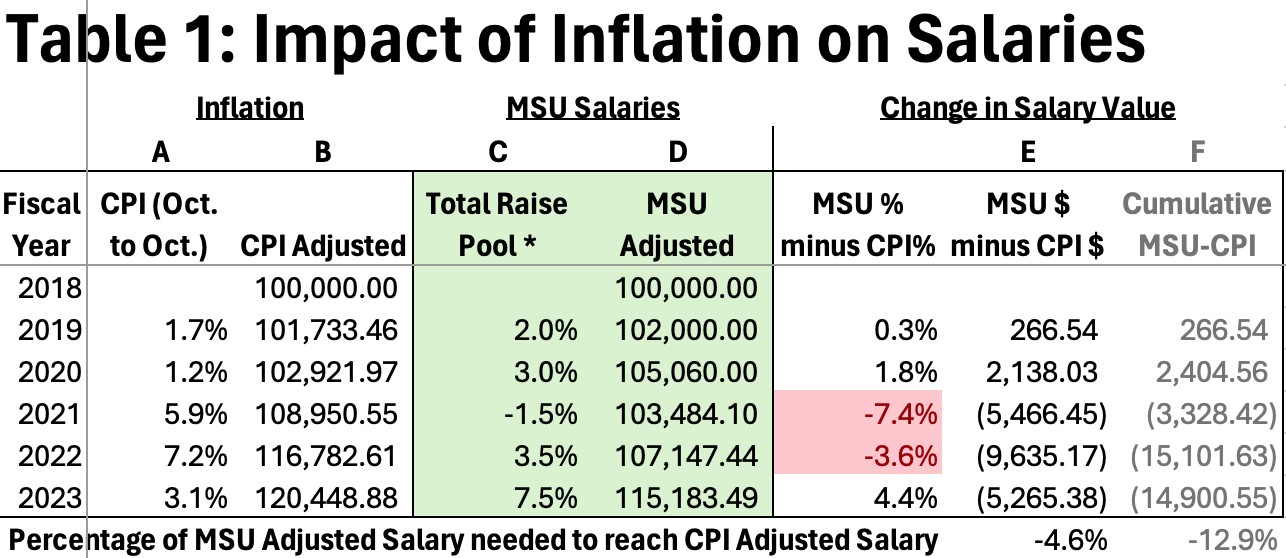 Table 1: Impact of Inflation on Salaries
Inflation MSU Salaries Change in Salary Value
A B C D E F
Fiscal CPI (Oct. Total Raise MSU MSU % MSU $ Cumulative
Year to Oct.) CPI Adjusted Pool * Adjusted minus CPI% minus CPI $ MSU-CPI
2018 100,000.00 100,000.00
2019 1.7% 101,733.46 2.0% 102,000.00 0.3% 266.54 266.54
2020 1.2% 102,921.97 3.0% 105,060.00 1.8% 2,138.03 2,404.56
2021 5.9% 108,950.55 -1.5% 103,484.10 -7.4% (5,466.45) (3,328.42)
2022 7.2% 116,782.61 3.5% 107,147.44 -3.6% (9,635.17) (15,101.63)
2023 3.1% 120,448.88 7.5% 115,183.49 4.4% (5,265.38) (14,900.55)
Percentage of MSU Adjusted Salary needed to reach CPI Adjusted Salary -4.6% -12.9%